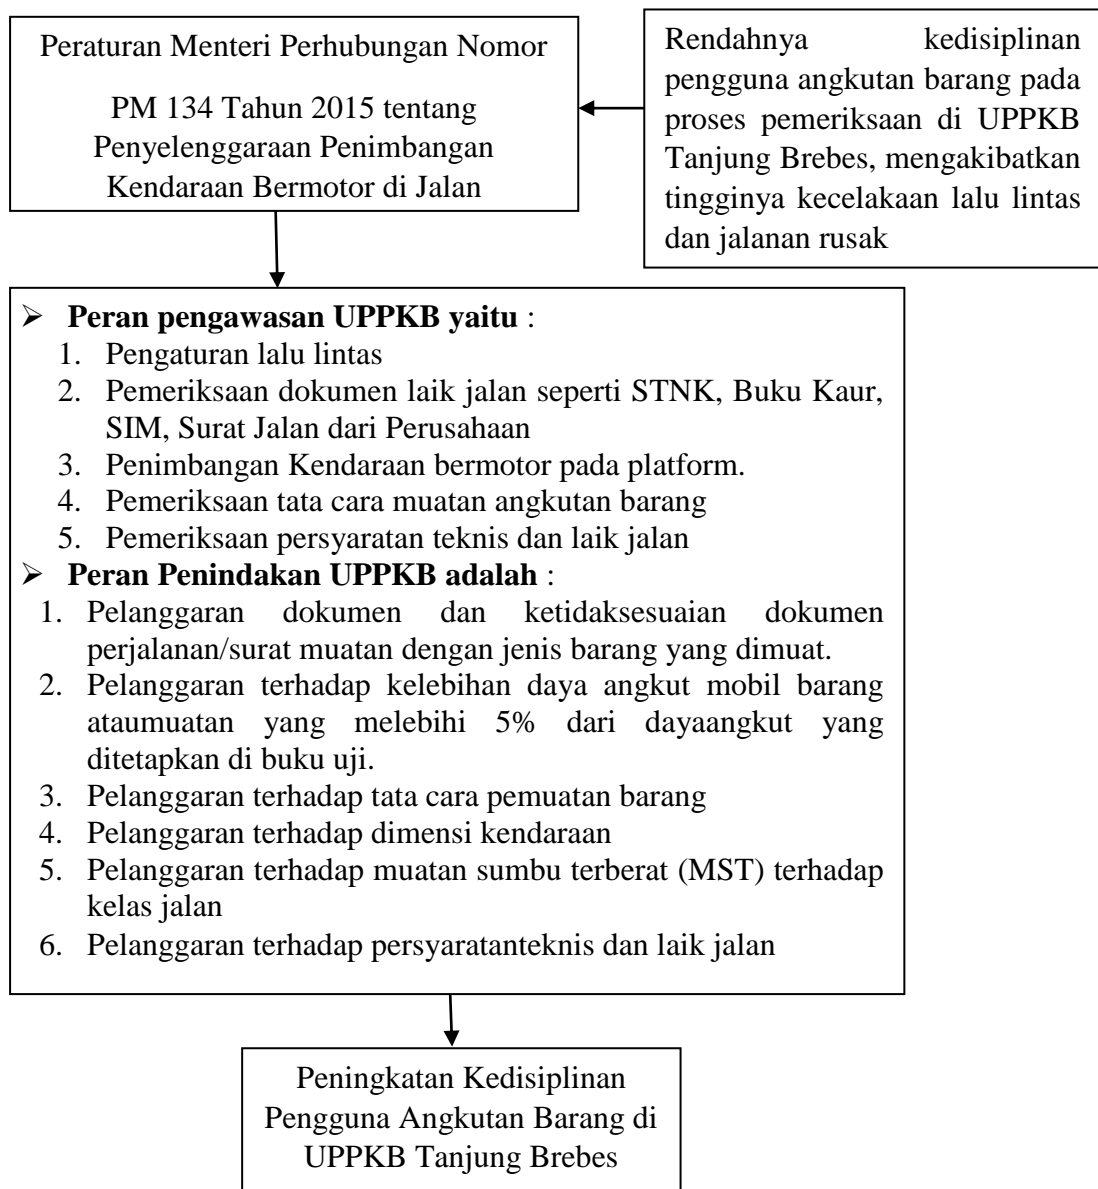 Peraturan Menteri Perhubungan Nomor
PM 134 Tahun 2015 tentang
Penyelenggaraan Penimbangan
Kendaraan Bermotor di Jalan
Rendahnya kedisiplinan
pengguna angkutan barang pada
proses pemeriksaan di UPPKB
Tanjung Brebes, mengakibatkan
tingginya kecelakaan lalu lintas
dan jalanan rusak
➢ Peran pengawasan UPPKB yaitu :
1. Pengaturan lalu lintas
2. Pemeriksaan dokumen laik jalan seperti STNK, Buku Kaur,
SIM, Surat Jalan dari Perusahaan
3. Penimbangan Kendaraan bermotor pada platform.
4. Pemeriksaan tata cara muatan angkutan barang
5. Pemeriksaan persyaratan teknis dan laik jalan
➢ Peran Penindakan UPPKB adalah :
1. Pelanggaran dokumen dan ketidaksesuaian dokumen
perjalanan/surat muatan dengan jenis barang yang dimuat.
2. Pelanggaran terhadap kelebihan daya angkut mobil barang
ataumuatan yang melebihi 5% dari dayaangkut yang
ditetapkan di buku uji.
3. Pelanggaran terhadap tata cara pemuatan barang
4. Pelanggaran terhadap dimensi kendaraan
5. Pelanggaran terhadap muatan sumbu terberat (MST) terhadap
kelas jalan
6. Pelanggaran terhadap persyaratanteknis dan laik jalan
Peningkatan Kedisiplinan
Pengguna Angkutan Barang di
UPPKB Tanjung Brebes